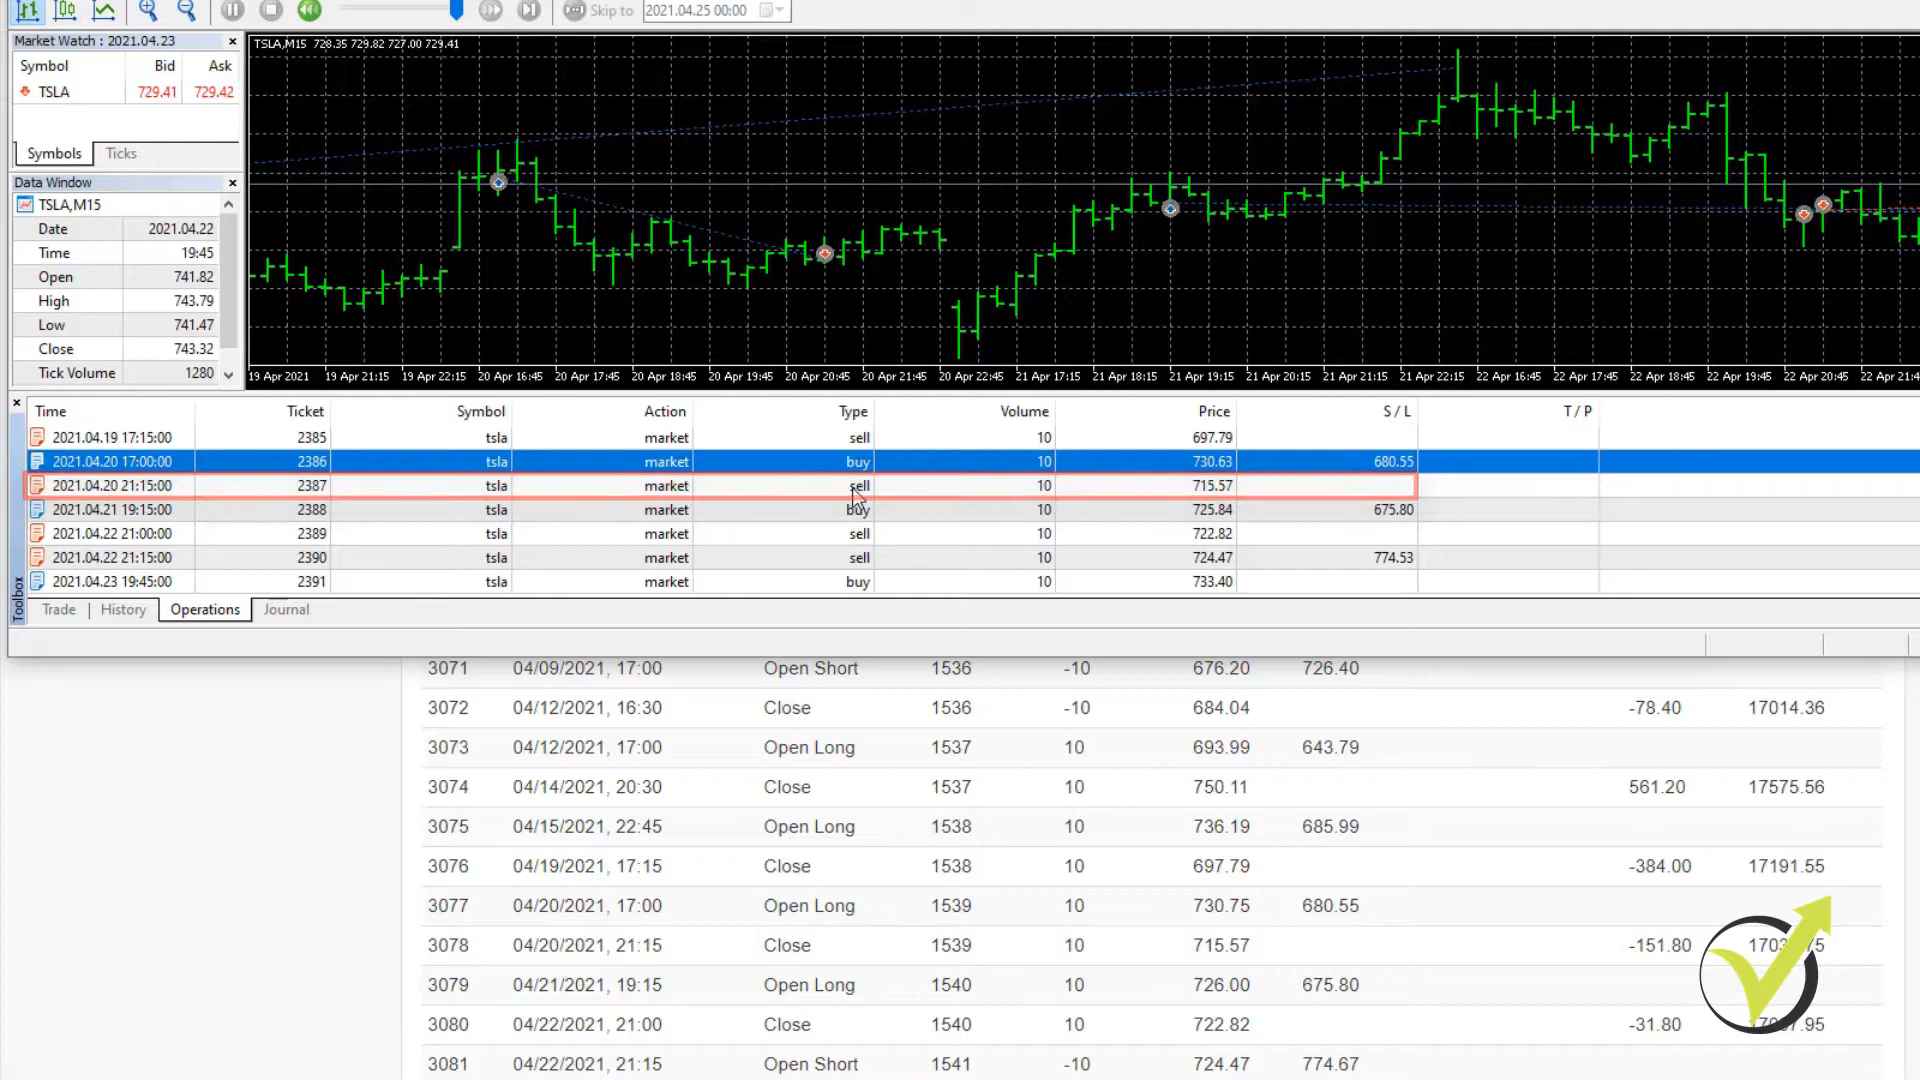 Skip to 2021.04.25 00:00
Market Watch : 2021.04.23
Symbol Bid Ask
TSLA 729.41 729.42
Symbols Ticks
Data Window
TSLA,M15
Date 2021.04.22
Time 19:45
Open 741.82
High 743.79
Low 741.47
Close 743.32
Tick Volume 1280
TSLA,M15 728.35 729.82 727.00 729.41
19 Apr 2021 19 Apr 21:15 19 Apr 22:15 20 Apr 16:45 20 Apr 17:45 20 Apr 18:45 20 Apr 19:45 20 Apr 20:45 20 Apr 21:45 20 Apr 22:45 21 Apr 17:15 21 Apr 18:15 21 Apr 19:15 21 Apr 20:15 21 Apr 21:15 21 Apr 22:15 22 Apr 16:45 22 Apr 17:45 22 Apr 18:45 22 Apr 19:45 22 Apr 20:45 22 Apr 21:4
Time Ticket Symbol Action Type Volume Price S / L T / P
2021.04.19 17:15:00 2385 tsla market sell 10 697.79
2021.04.20 17:00:00 2386 tsla market buy 10 730.63 680.55
2021.04.20 21:15:00 2387 tsla market sell 10 715.57
2021.04.21 19:15:00 2388 tsla market buy 10 725.84 675.80
2021.04.22 21:00:00 2389 tsla market sell 10 722.82
2021.04.22 21:15:00 2390 tsla market sell 10 724.47 774.53
2021.04.23 19:45:00 2391 tsla market buy 10 733.40
Toolbox
Trade History Operations Journal
3071 04/09/2021, 17:00 Open Short 1536 -10 676.20 726.40
3072 04/12/2021, 16:30 Close 1536 -10 684.04 -78.40 17014.36
3073 04/12/2021, 17:00 Open Long 1537 10 693.99 643.79
3074 04/14/2021, 20:30 Close 1537 10 750.11 561.20 17575.56
3075 04/15/2021, 22:45 Open Long 1538 10 736.19 685.99
3076 04/19/2021, 17:15 Close 1538 10 697.79 -384.00 17191.55
3077 04/20/2021, 17:00 Open Long 1539 10 730.75 680.55
3078 04/20/2021, 21:15 Close 1539 10 715.57 -151.80
3079 04/21/2021, 19:15 Open Long 1540 10 726.00 675.80
3080 04/22/2021, 21:00 Close 1540 10 722.82 -31.80
3081 04/22/2021, 21:15 Open Short 1541 -10 724.47 774.67